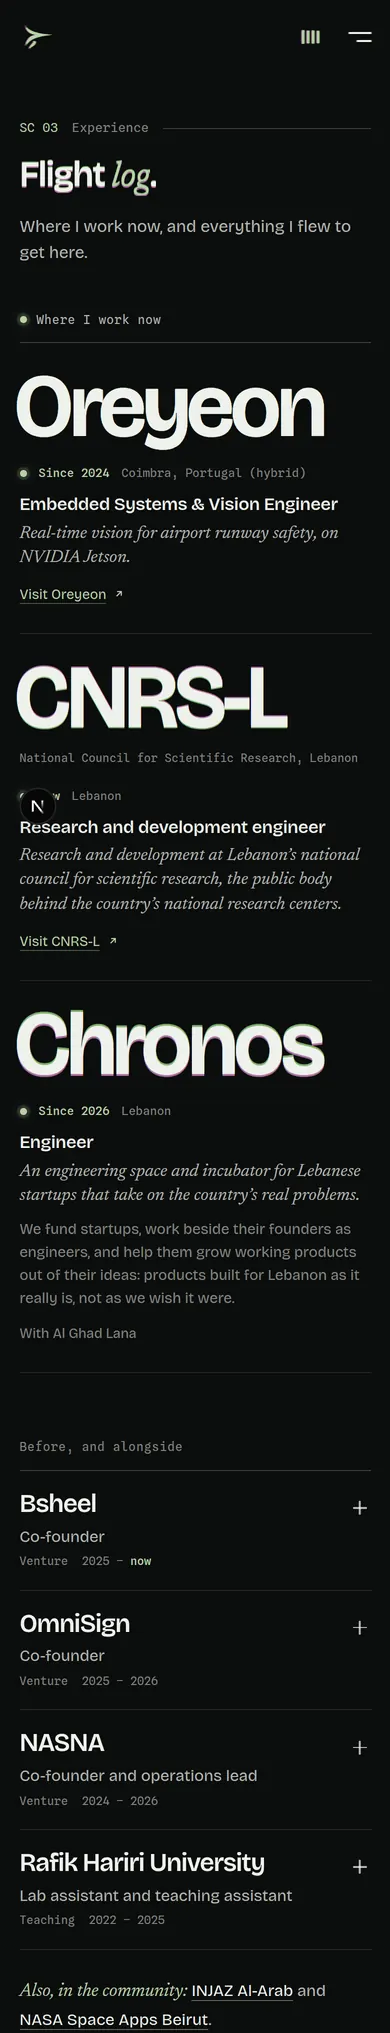 SC 03 Experience
Flight log.
Where I work now, and everything I flew to
get here.
Where I work now
Oreyeon
Since 2024 Coimbra, Portugal (hybrid)
Embedded Systems & Vision Engineer
Real-time vision for airport runway safety, on
NVIDIA Jetson.
Visit Oreyeon ↗
CNRS-L
National Council for Scientific Research, Lebanon
N
Lebanon
Research and development engineer
Research and development at Lebanon’s national
council for scientific research, the public body
behind the country’s national research centers.
Visit CNRS-L ↗
Chronos
Since 2026 Lebanon
Engineer
An engineering space and incubator for Lebanese
startups that take on the country’s real problems.
We fund startups, work beside their founders as
engineers, and help them grow working products
out of their ideas: products built for Lebanon as it
really is, not as we wish it were.
With Al Ghad Lana
Before, and alongside
Bsheel +
Co-founder
Venture 2025 — now
OmniSign +
Co-founder
Venture 2025 — 2026
NASNA +
Co-founder and operations lead
Venture 2024 — 2026
Rafik Hariri University +
Lab assistant and teaching assistant
Teaching 2022 — 2025
Also, in the community: INJAZ Al-Arab and
NASA Space Apps Beirut.